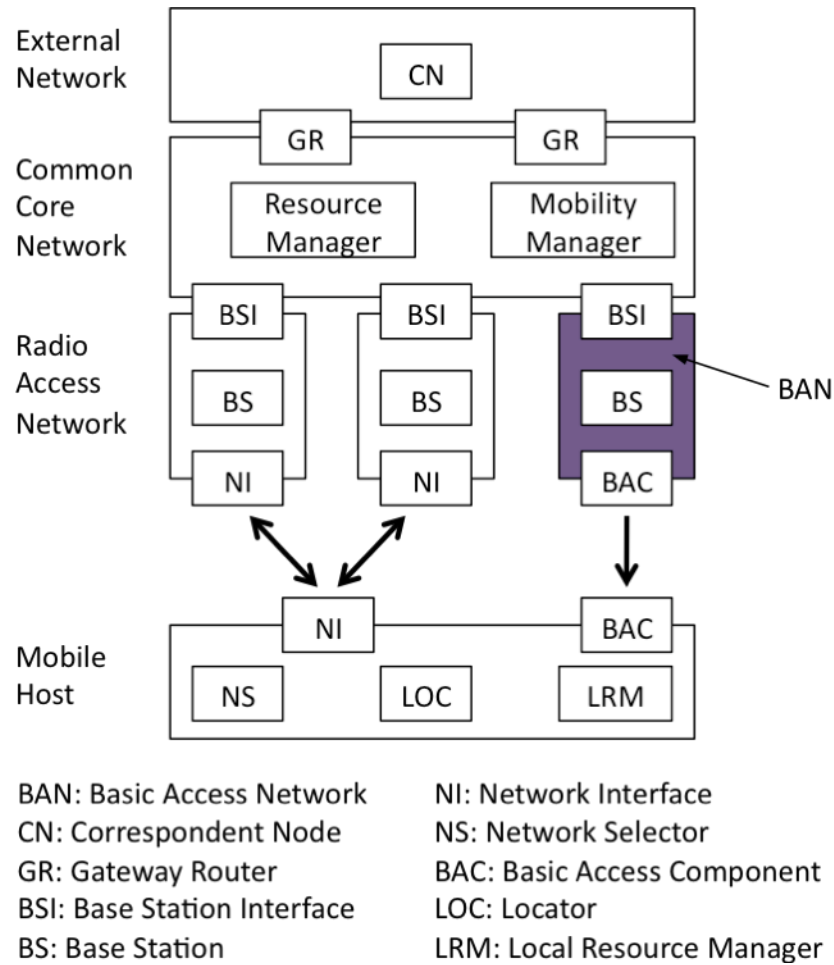 External
Network
CN
GR
GR
Common
Core
Network
Resource
Manager
Mobility
Manager
BSI
BSI
BSI
Radio
Access
Network
BS
BS
BS
BAN
NI
NI
BAC
NI
BAC
Mobile
Host
NS
LOC
LRM
BAN: Basic Access Network
CN: Correspondent Node
GR: Gateway Router
BSI: Base Station Interface
BS: Base Station
NI: Network Interface
NS: Network Selector
BAC: Basic Access Component
LOC: Locator
LRM: Local Resource Manager